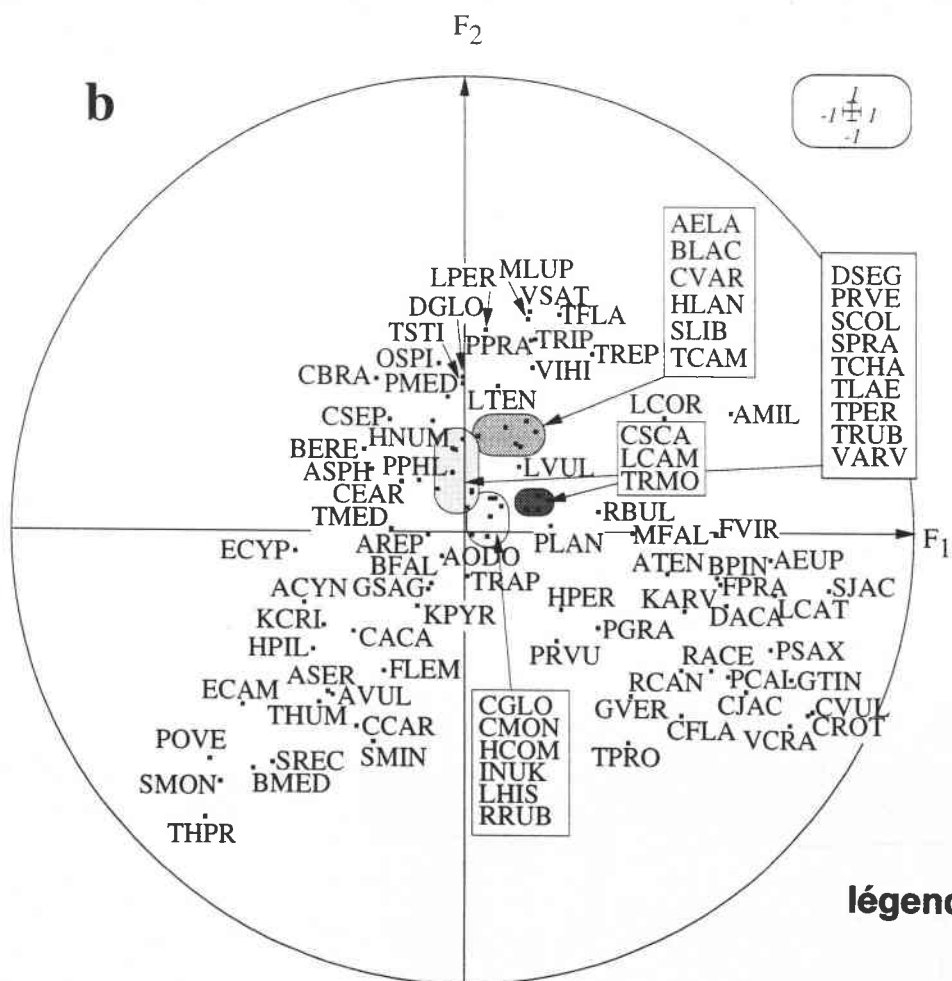 F2
b
1
-1 1
-1
AELA
BLAC
CVAR
HLAN
SLIB
TCAM
DSEG
PRVE
SCOL
SPRA
TCHA
TLAE
TPER
TRUB
VARV
LPER MLUP
VSAT
DGLO
TFLA
TSTI
PPRA TRIP
TREP
OSPI
VIHI
CBRA PMED
LTEN
LCOR AMIL
CSEP
HNUM
CSCA
LCAM
TRMO
BERE
ASPH PPHL
LVUL
CEAR
TMED
RBUL
F1
ECYP
AREP
AODO
PLAN
MFAL FVIR
BFAL
TRAP
ATEN BPIN AEUP
ACYN GSAG
FPRA SJAC
KPYR
HPER
KARV
DACA LCAT
KCRI
CACA
PGRA
HPIL
PRVU
PSAX
ASER FLEM
RACE
ECAM
AVUL
RCAN PCAL GTIN
THUM
CCAR
GVER
CJAC
CVUL
CFLA
CROT
POVE
SMIN
TPRO
VCRA
SREC
SMON BMED
THPR
CGLO
CMON
HCOM
INUK
LHIS
RRUB
légend